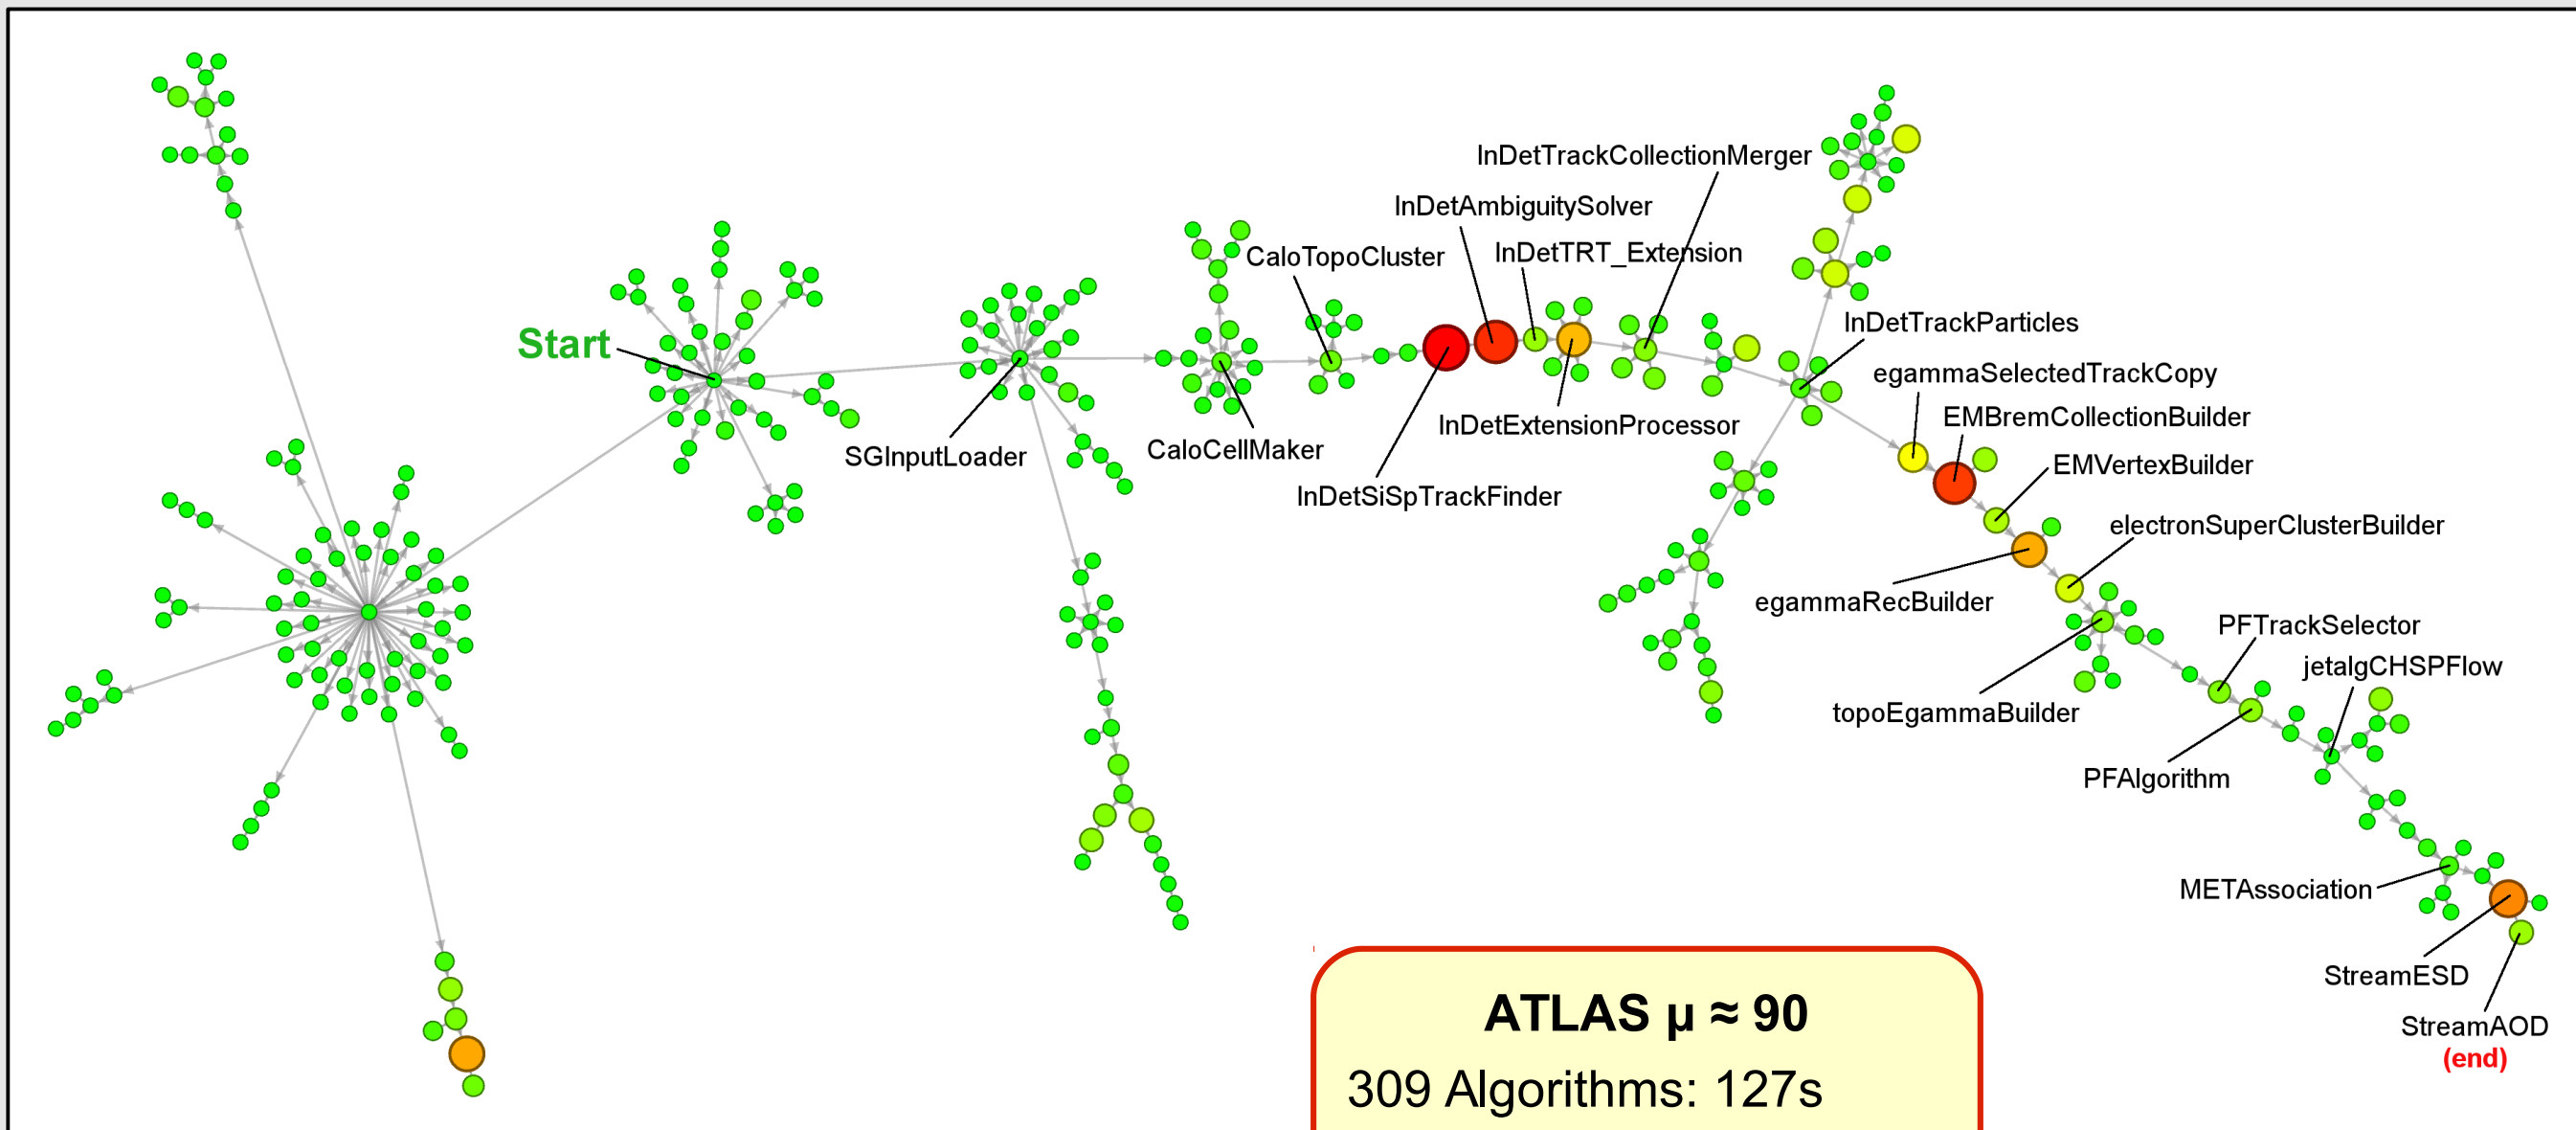 InDetTrackCollectionMerger
InDetAmbiguitySolver
CaloTopoCluster
InDetTRT_Extension
InDetTrackParticles
Start
egammaSelectedTrackCopy
EMBremCollectionBuilder
InDetExtensionProcessor
SGInputLoader
CaloCellMaker
EMVertexBuilder
InDetSiSpTrackFinder
electronSuperClusterBuilder
egammaRecBuilder
PFTrackSelector
jetalgCHSPFlow
topoEgammaBuilder
PFAlgorithm
METAssociation
StreamESD
StreamAOD
(end)
ATLAS µ ≈ 90
309 Algorithms: 127s